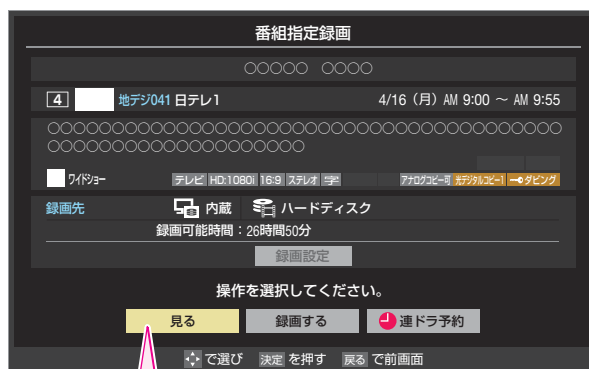 番組指定録画
○○○○○ ○○○○
4 地デジ041 日テレ1 4/16（月）AM 9:00 ～ AM 9:55
○○○○○○○○○○○○○○○○○○○○○○○○○○○○○○○○○○○○○○○○
○○○○○○○○○○○○○○○○○○○○
ワイドショー テレビ HD:1080i 16:9 ステレオ 字 アナログコピー可 光デジタルコピー1 ダビング
録画先 内蔵 ハードディスク
録画可能時間：26時間50分
録画設定
操作を選択してください。
見る 録画する 連ドラ予約
で選び 決定 を押す 戻る で前画面